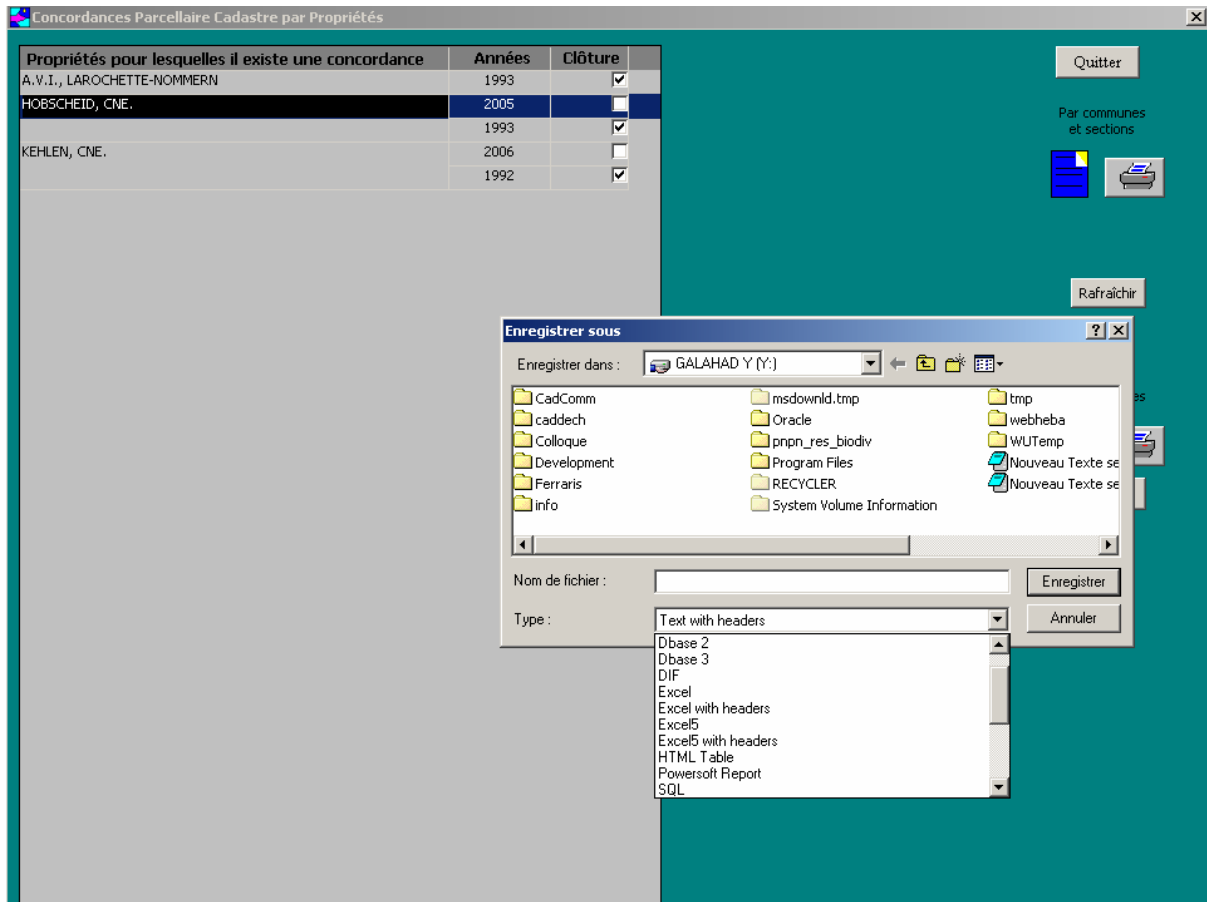 Concordances Parcellaire Cadastre par Propriétés
Propriétés pour lesquelles il existe une concordance Années Clôture
A.V.I., LAROCHETTE-NOMMERN 1993
HOBSCHEID, CNE. 2005
1993
KEHLEN, CNE. 2006
1992
Quitter
Par communes
et sections
Rafraîchir
es
Enregistrer sous
Enregistrer dans : GALAHAD Y (Y:)
CadComm msdownld.tmp tmp
caddech Oracle webheba
Colloque pnpn_res_biodiv WUTemp
Development Program Files Nouveau Texte se
Ferraris RECYCLER Nouveau Texte se
info System Volume Information
Nom de fichier : Enregistrer
Type : Text with headers Annuler
Dbase 2
Dbase 3
DIF
Excel
Excel with headers
Excel5
Excel5 with headers
HTML Table
Powersoft Report
SQL